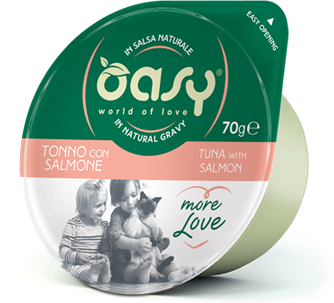 EASY OPENING
IN SALSA NATURALE
oasy®
world of love
IN NATURAL GRAVY
70g℮
TONNO CON
SALMONE
TUNA WITH
SALMON
more
Love